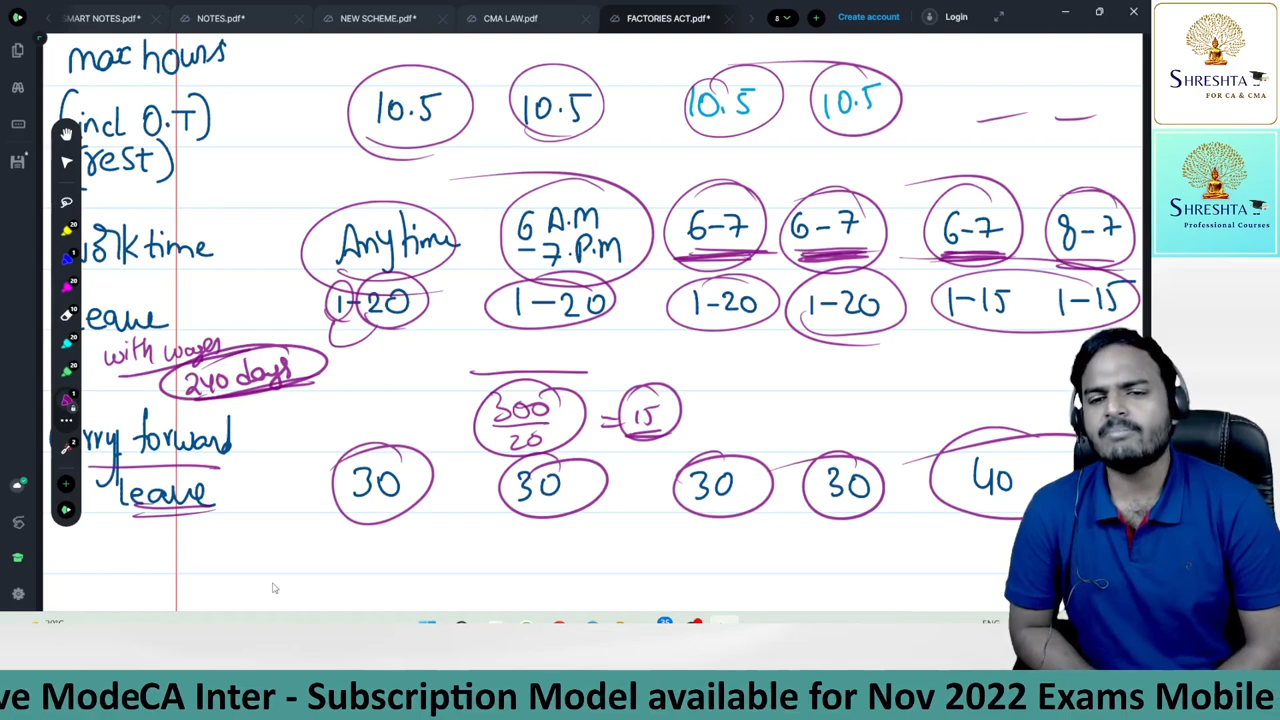 SMART NOTES.pdf* NOTES.pdf* NEW SCHEME.pdf* CMA LAW.pdf FACTORIES ACT.pdf* 8 Create account Login
max hours
(incl O.T) 10.5 10.5 10.5 10.5
(rest)
Anytime 6 A.M - 7.P.M 6-7 6-7 6-7 8-7
time
1-20 1-20 1-20 1-20 1-15 1-15
with wages
240 days
300/20 = 15
forward 30 30 30 30 40
leave
SHRESHTA
FOR CA & CMA
SHRESHTA
Professional Courses
ve ModeCA Inter - Subscription Model available for Nov 2022 Exams Mobile